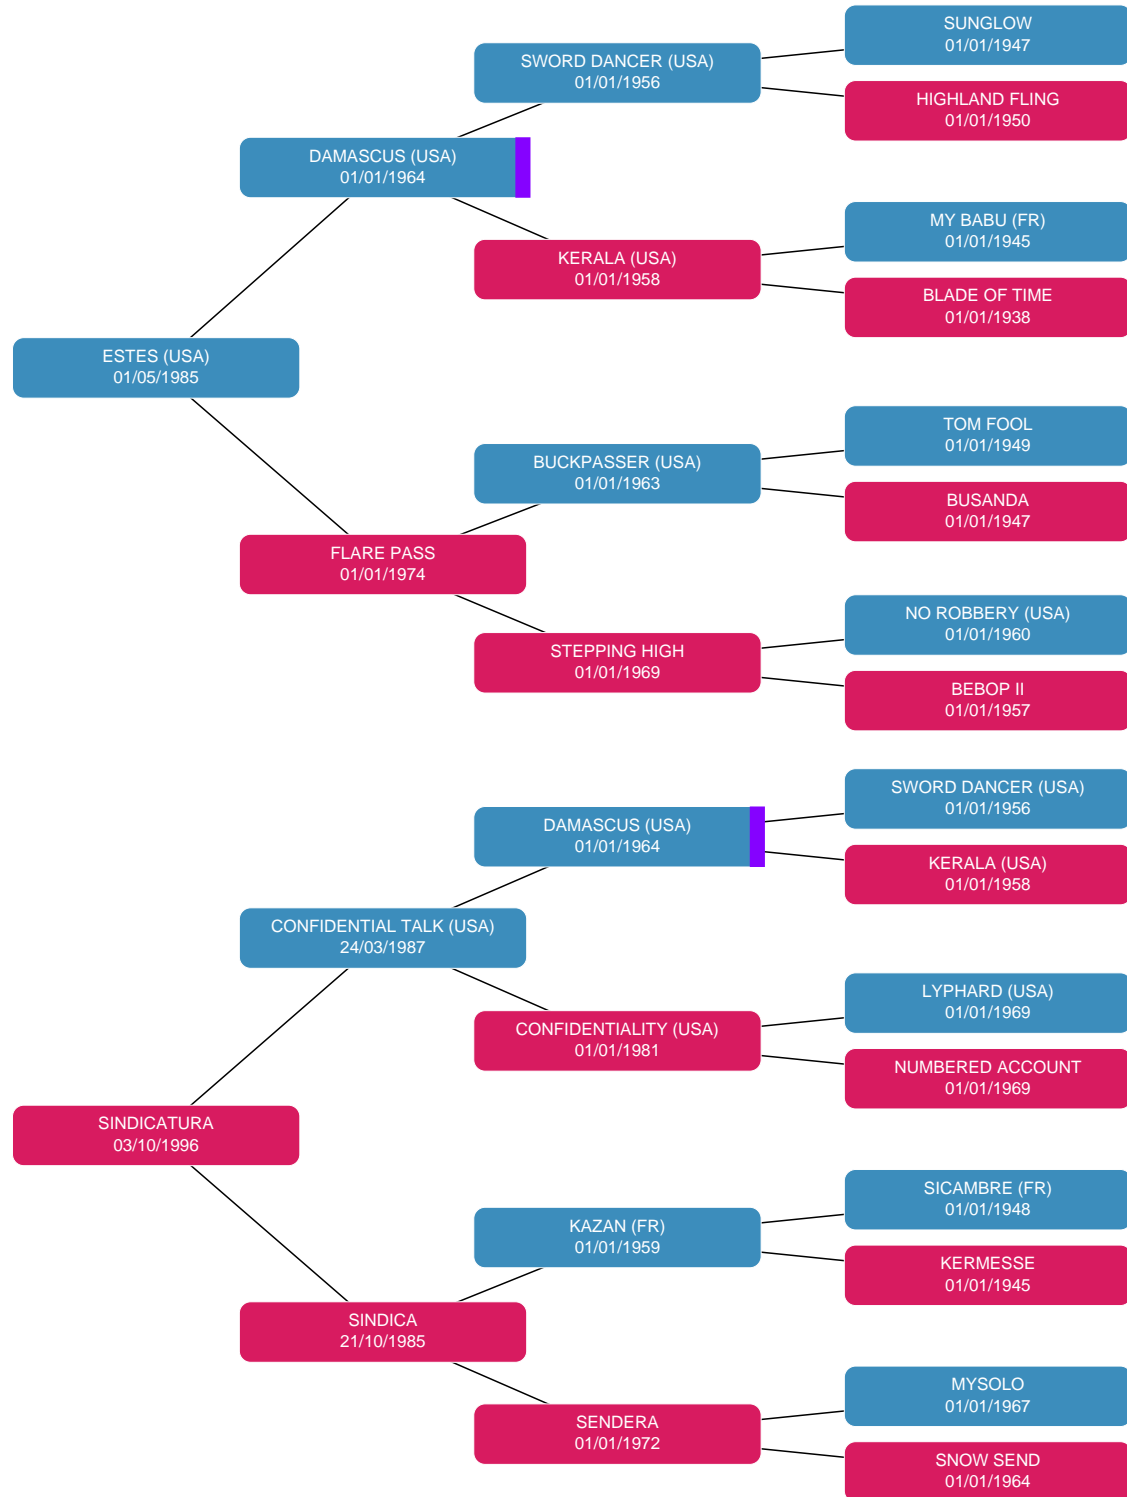 SUNGLOW
01/01/1947
SWORD DANCER (USA)
01/01/1956
HIGHLAND FLING
01/01/1950
DAMASCUS (USA)
01/01/1964
MY BABU (FR)
01/01/1945
KERALA (USA)
01/01/1958
BLADE OF TIME
01/01/1938
ESTES (USA)
01/05/1985
TOM FOOL
01/01/1949
BUCKPASSER (USA)
01/01/1963
BUSANDA
01/01/1947
FLARE PASS
01/01/1974
NO ROBBERY (USA)
01/01/1960
STEPPING HIGH
01/01/1969
BEBOP II
01/01/1957
SWORD DANCER (USA)
01/01/1956
DAMASCUS (USA)
01/01/1964
KERALA (USA)
01/01/1958
CONFIDENTIAL TALK (USA)
24/03/1987
LYPHARD (USA)
01/01/1969
CONFIDENTIALITY (USA)
01/01/1981
NUMBERED ACCOUNT
01/01/1969
SINDICATURA
03/10/1996
SICAMBRE (FR)
01/01/1948
KAZAN (FR)
01/01/1959
KERMESSE
01/01/1945
SINDICA
21/10/1985
MYSOLO
01/01/1967
SENDERA
01/01/1972
SNOW SEND
01/01/1964